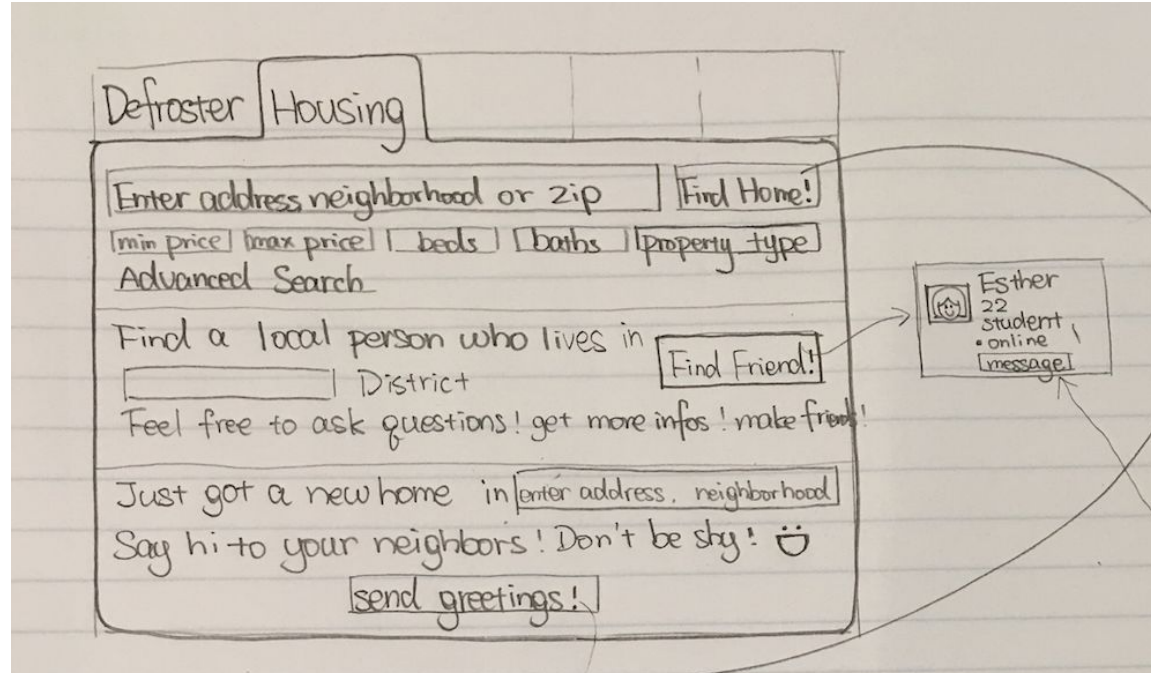 Defroster Housing
Enter address, neighborhood or zip Find Home!
min price max price beds baths property type
Advanced Search
Find a local person who lives in
Find Friend!
District
Feel free to ask questions! get more infos! make friends!
Just got a new home in enter address, neighborhood
Say hi to your neighbors! Don't be shy!
send greetings!
Esther
22
student
• online
message